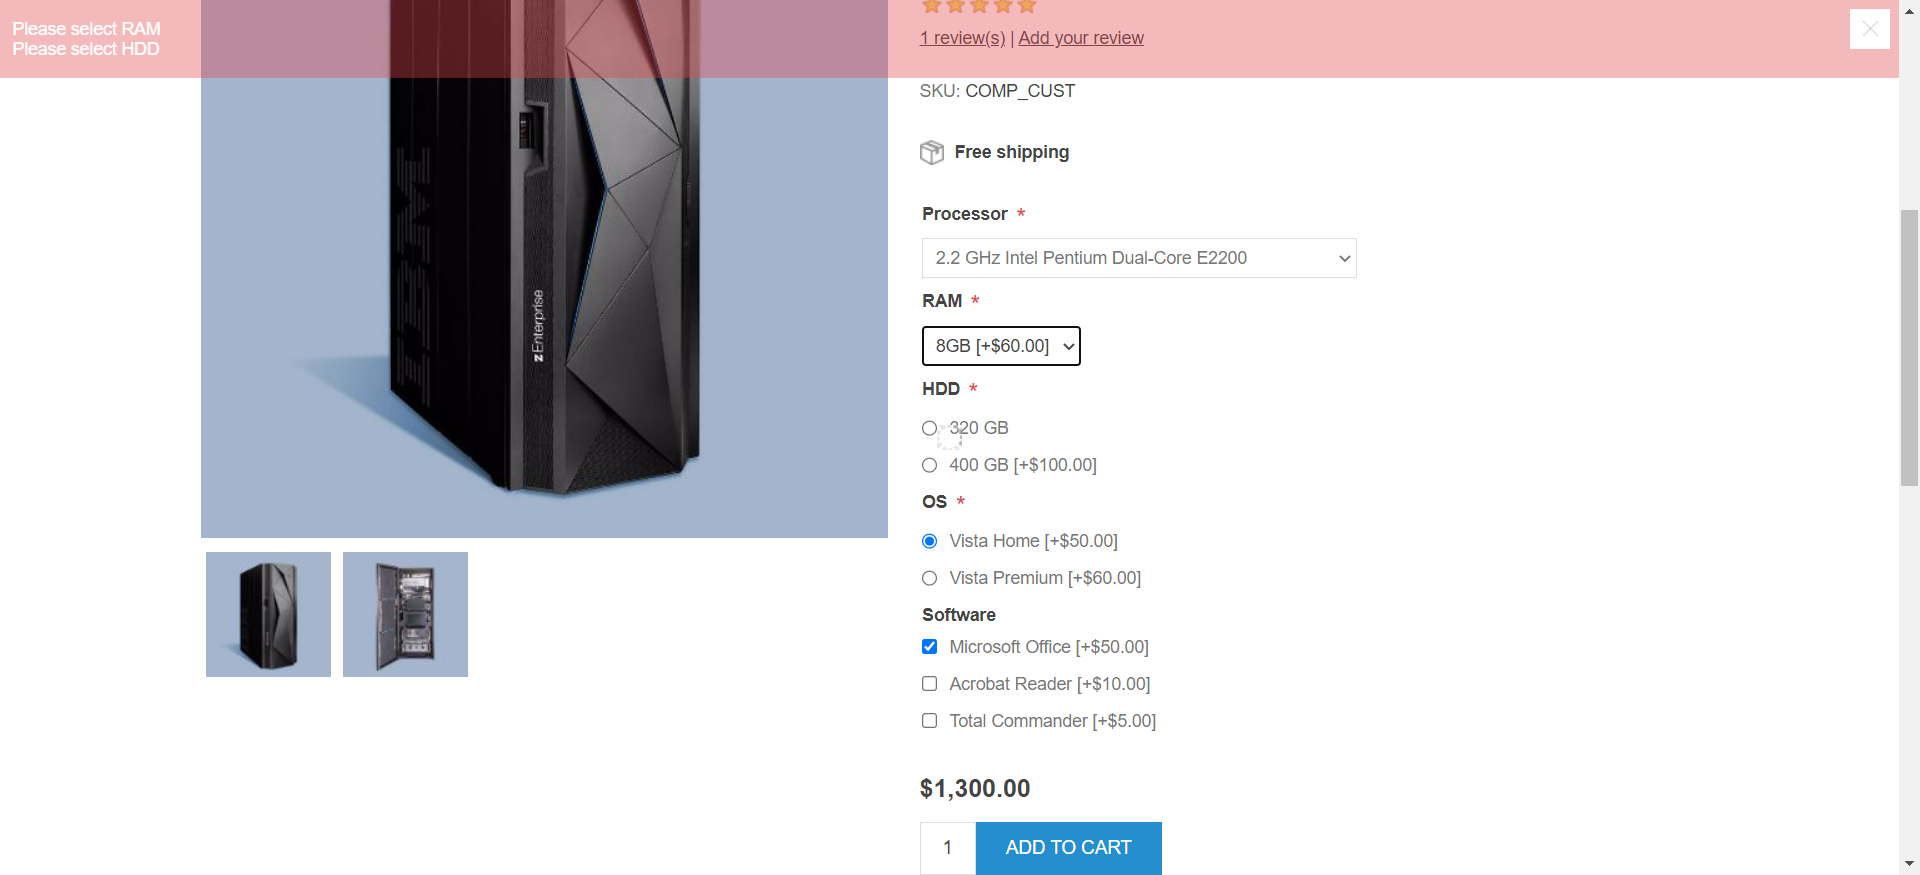 Please select RAM
Please select HDD
1 review(s) | Add your review
SKU: COMP_CUST
Free shipping
Processor *
2.2 GHz Intel Pentium Dual-Core E2200
RAM *
8GB [+$60.00]
HDD *
320 GB
400 GB [+$100.00]
OS *
Vista Home [+$50.00]
Vista Premium [+$60.00]
Software
Microsoft Office [+$50.00]
Acrobat Reader [+$10.00]
Total Commander [+$5.00]
$1,300.00
1 ADD TO CART
IBM
zEnterprise